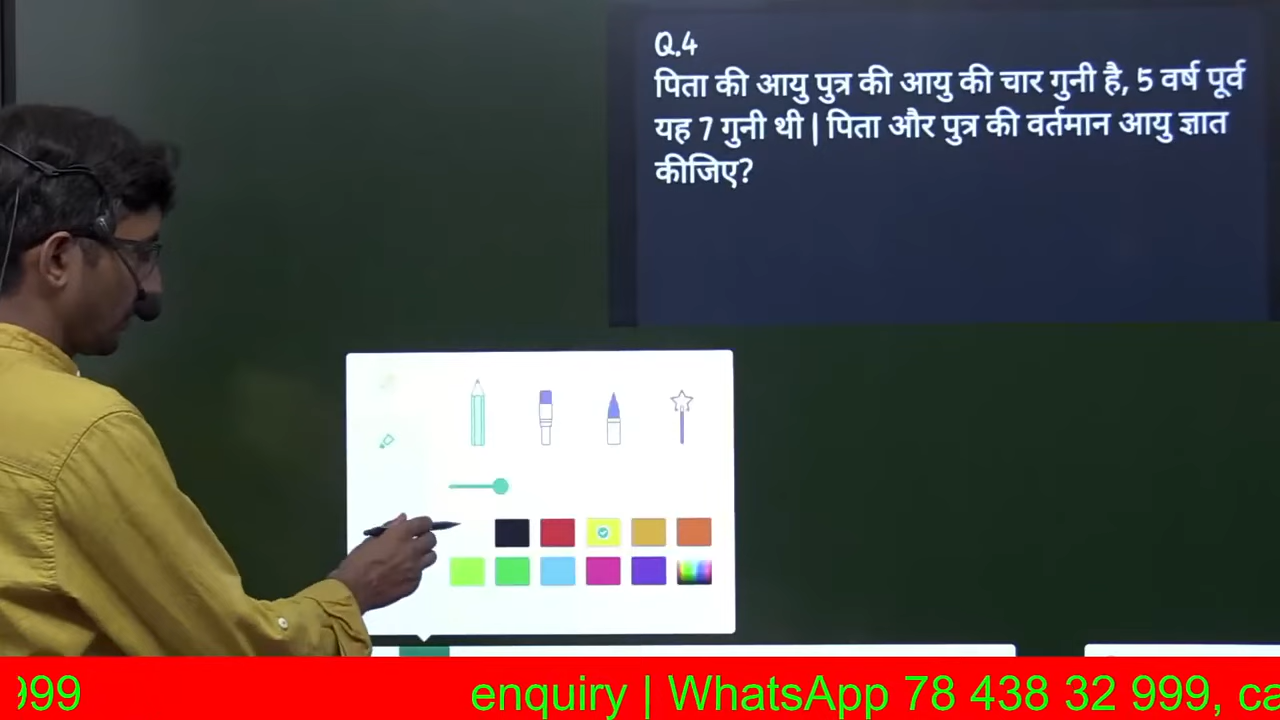 Q.4
पिता की आयु पुत्र की आयु की चार गुनी है, 5 वर्ष पूर्व
यह 7 गुनी थी | पिता और पुत्र की वर्तमान आयु ज्ञात
कीजिए?
999 enquiry | WhatsApp 78 438 32 999, ca